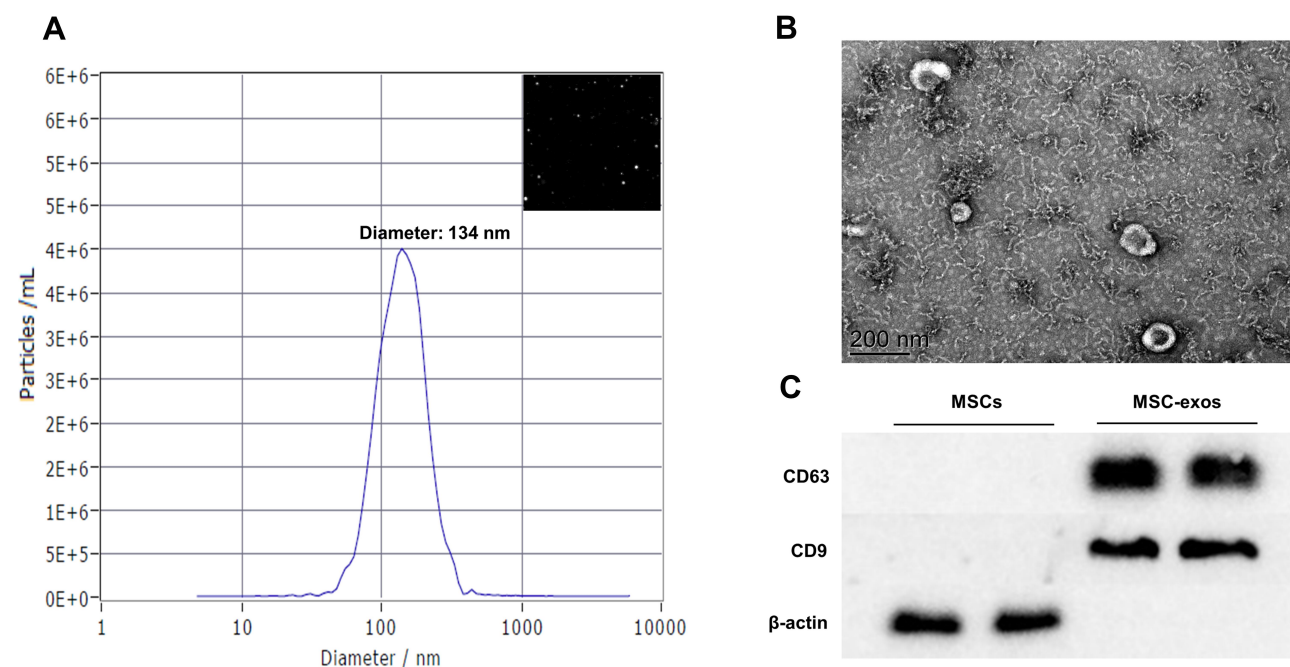 A
6E+6
6E+6
5E+6
5E+6
4E+6
4E+6
3E+6
3E+6
2E+6
2E+6
1E+6
5E+5
0E+0
Particles /mL
Diameter: 134 nm
1 10 100 1000 10000
Diameter / nm
B
200 nm
C
MSCs MSC-exos
CD63
CD9
β-actin